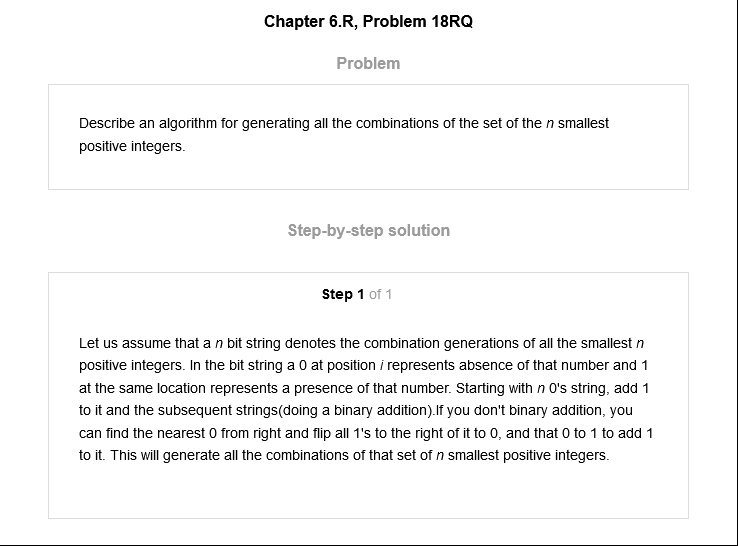 Chapter 6.R, Problem 18RQ
Problem
Describe an algorithm for generating all the combinations of the set of the n smallest
positive integers.
Step-by-step solution
Step 1 of 1
Let us assume that a n bit string denotes the combination generations of all the smallest n
positive integers. In the bit string a 0 at position i represents absence of that number and 1
at the same location represents a presence of that number. Starting with n 0's string, add 1
to it and the subsequent strings(doing a binary addition).If you don't binary addition, you
can find the nearest 0 from right and flip all 1's to the right of it to 0, and that 0 to 1 to add 1
to it. This will generate all the combinations of that set of n smallest positive integers.